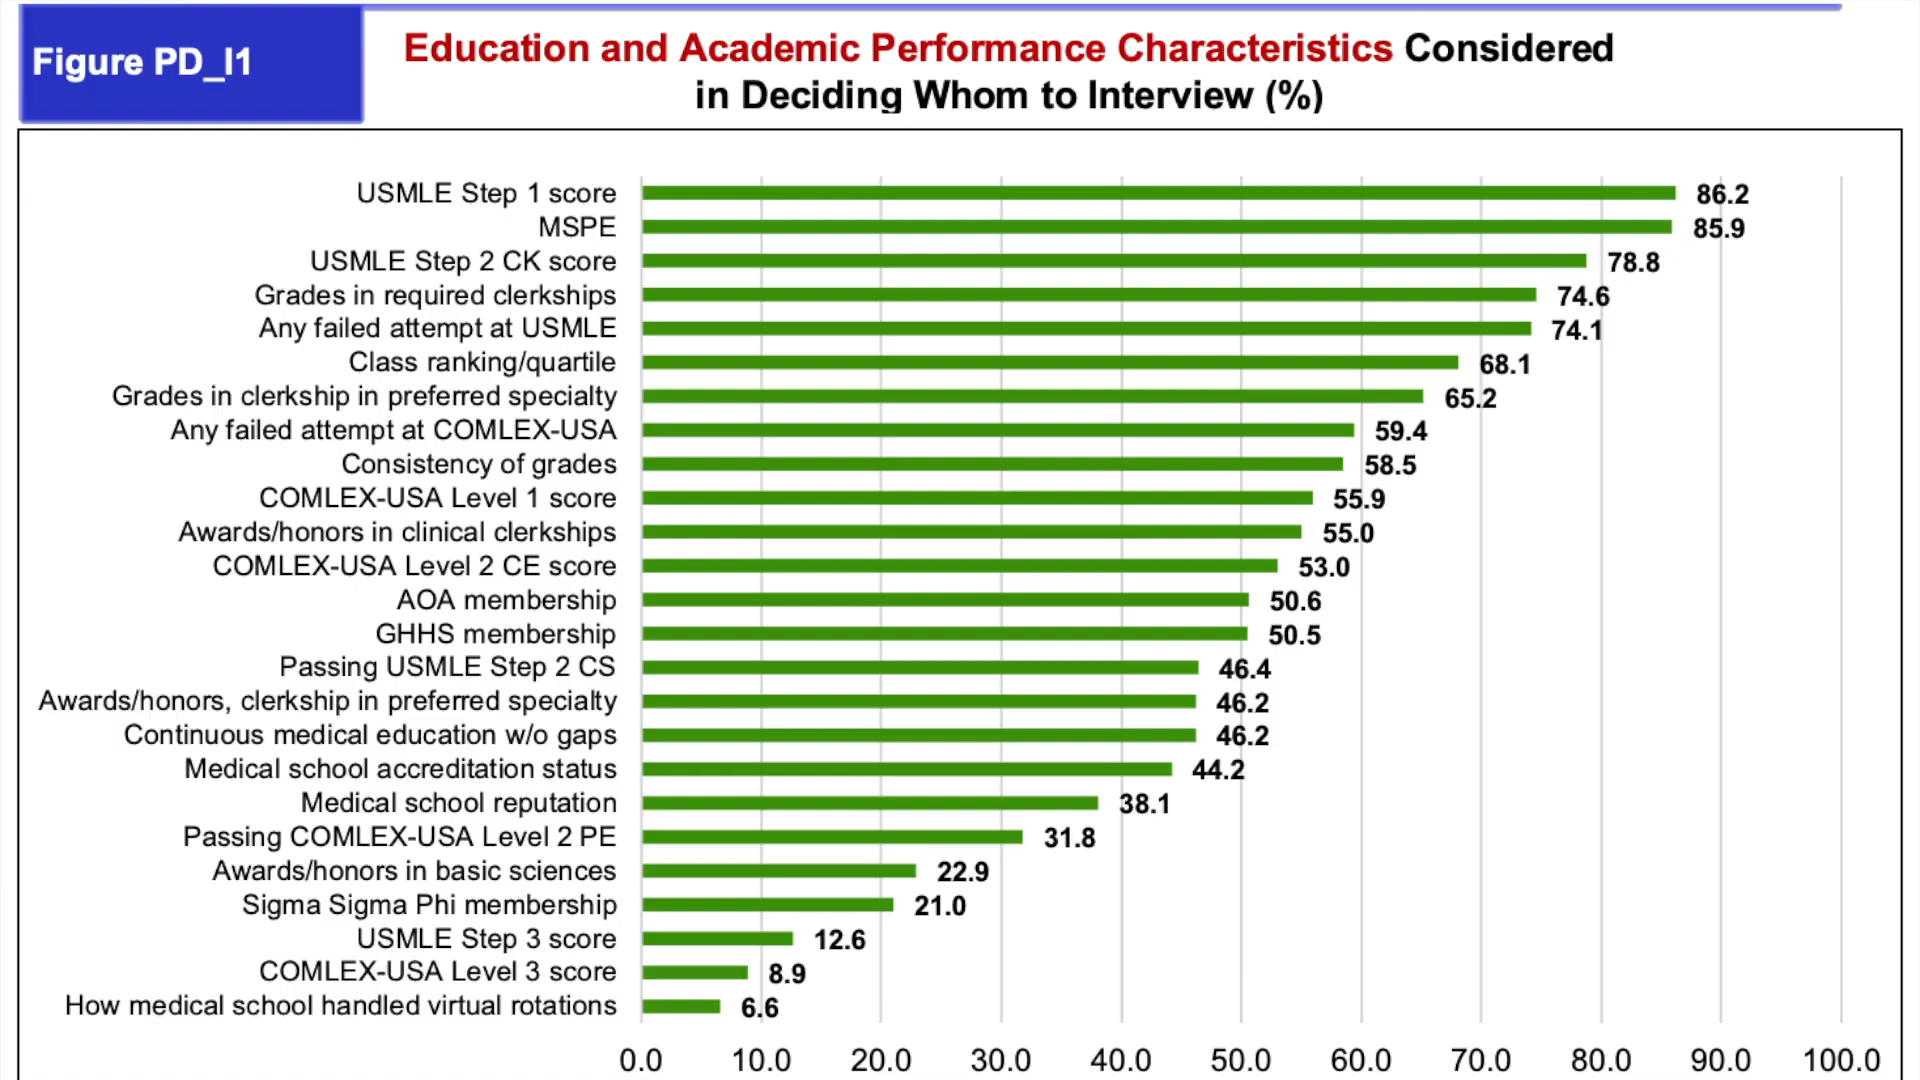 Figure PD_I1
Education and Academic Performance Characteristics Considered
in Deciding Whom to Interview (%)
USMLE Step 1 score 86.2
MSPE 85.9
USMLE Step 2 CK score 78.8
Grades in required clerkships 74.6
Any failed attempt at USMLE 74.1
Class ranking/quartile 68.1
Grades in clerkship in preferred specialty 65.2
Any failed attempt at COMLEX-USA 59.4
Consistency of grades 58.5
COMLEX-USA Level 1 score 55.9
Awards/honors in clinical clerkships 55.0
COMLEX-USA Level 2 CE score 53.0
AOA membership 50.6
GHHS membership 50.5
Passing USMLE Step 2 CS 46.4
Awards/honors, clerkship in preferred specialty 46.2
Continuous medical education w/o gaps 46.2
Medical school accreditation status 44.2
Medical school reputation 38.1
Passing COMLEX-USA Level 2 PE 31.8
Awards/honors in basic sciences 22.9
Sigma Sigma Phi membership 21.0
USMLE Step 3 score 12.6
COMLEX-USA Level 3 score 8.9
How medical school handled virtual rotations 6.6
0.0 10.0 20.0 30.0 40.0 50.0 60.0 70.0 80.0 90.0 100.0